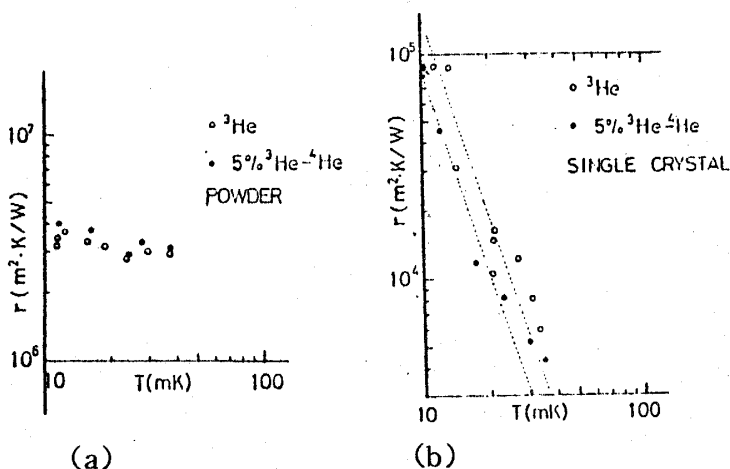 10⁷
○ ³He
• 5% ³He-⁴He
POWDER
r (m²·K/W)
10⁶
10 T(mK) 100
(a)
10⁵
○ ³He
• 5% ³He-⁴He
SINGLE CRYSTAL
r (m²·K/W)
10⁴
10 T(mK) 100
(b)